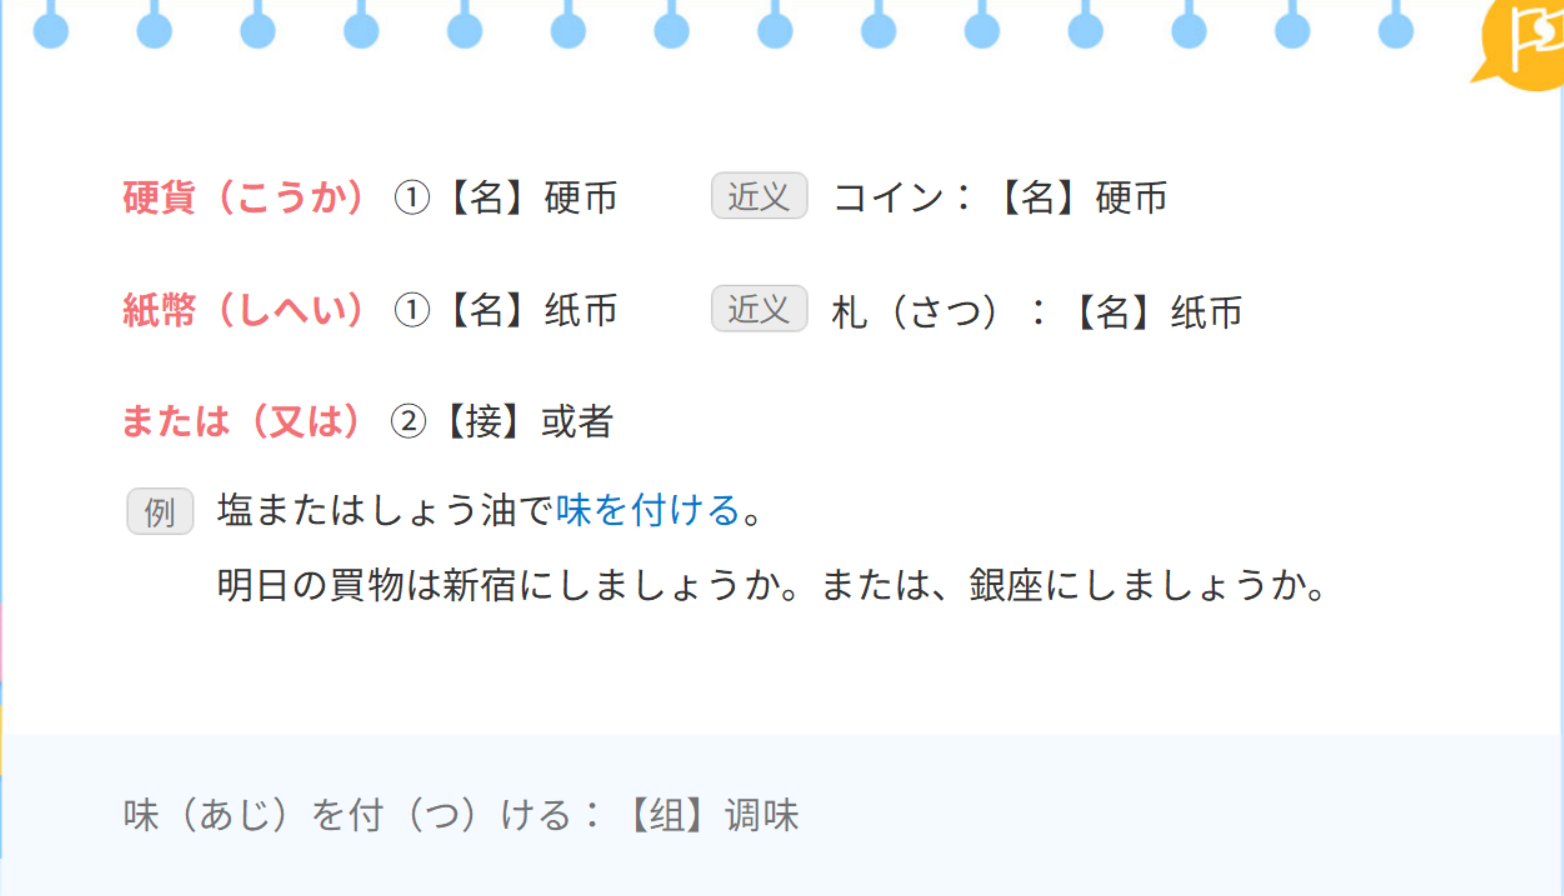 硬貨（こうか）①【名】硬币 近义 コイン：【名】硬币
紙幣（しへい）①【名】纸币 近义 札（さつ）：【名】纸币
または（又は）②【接】或者
例 塩またはしょう油で味を付ける。
明日の買物は新宿にしましょうか。または、銀座にしましょうか。
味（あじ）を付（つ）ける：【组】调味